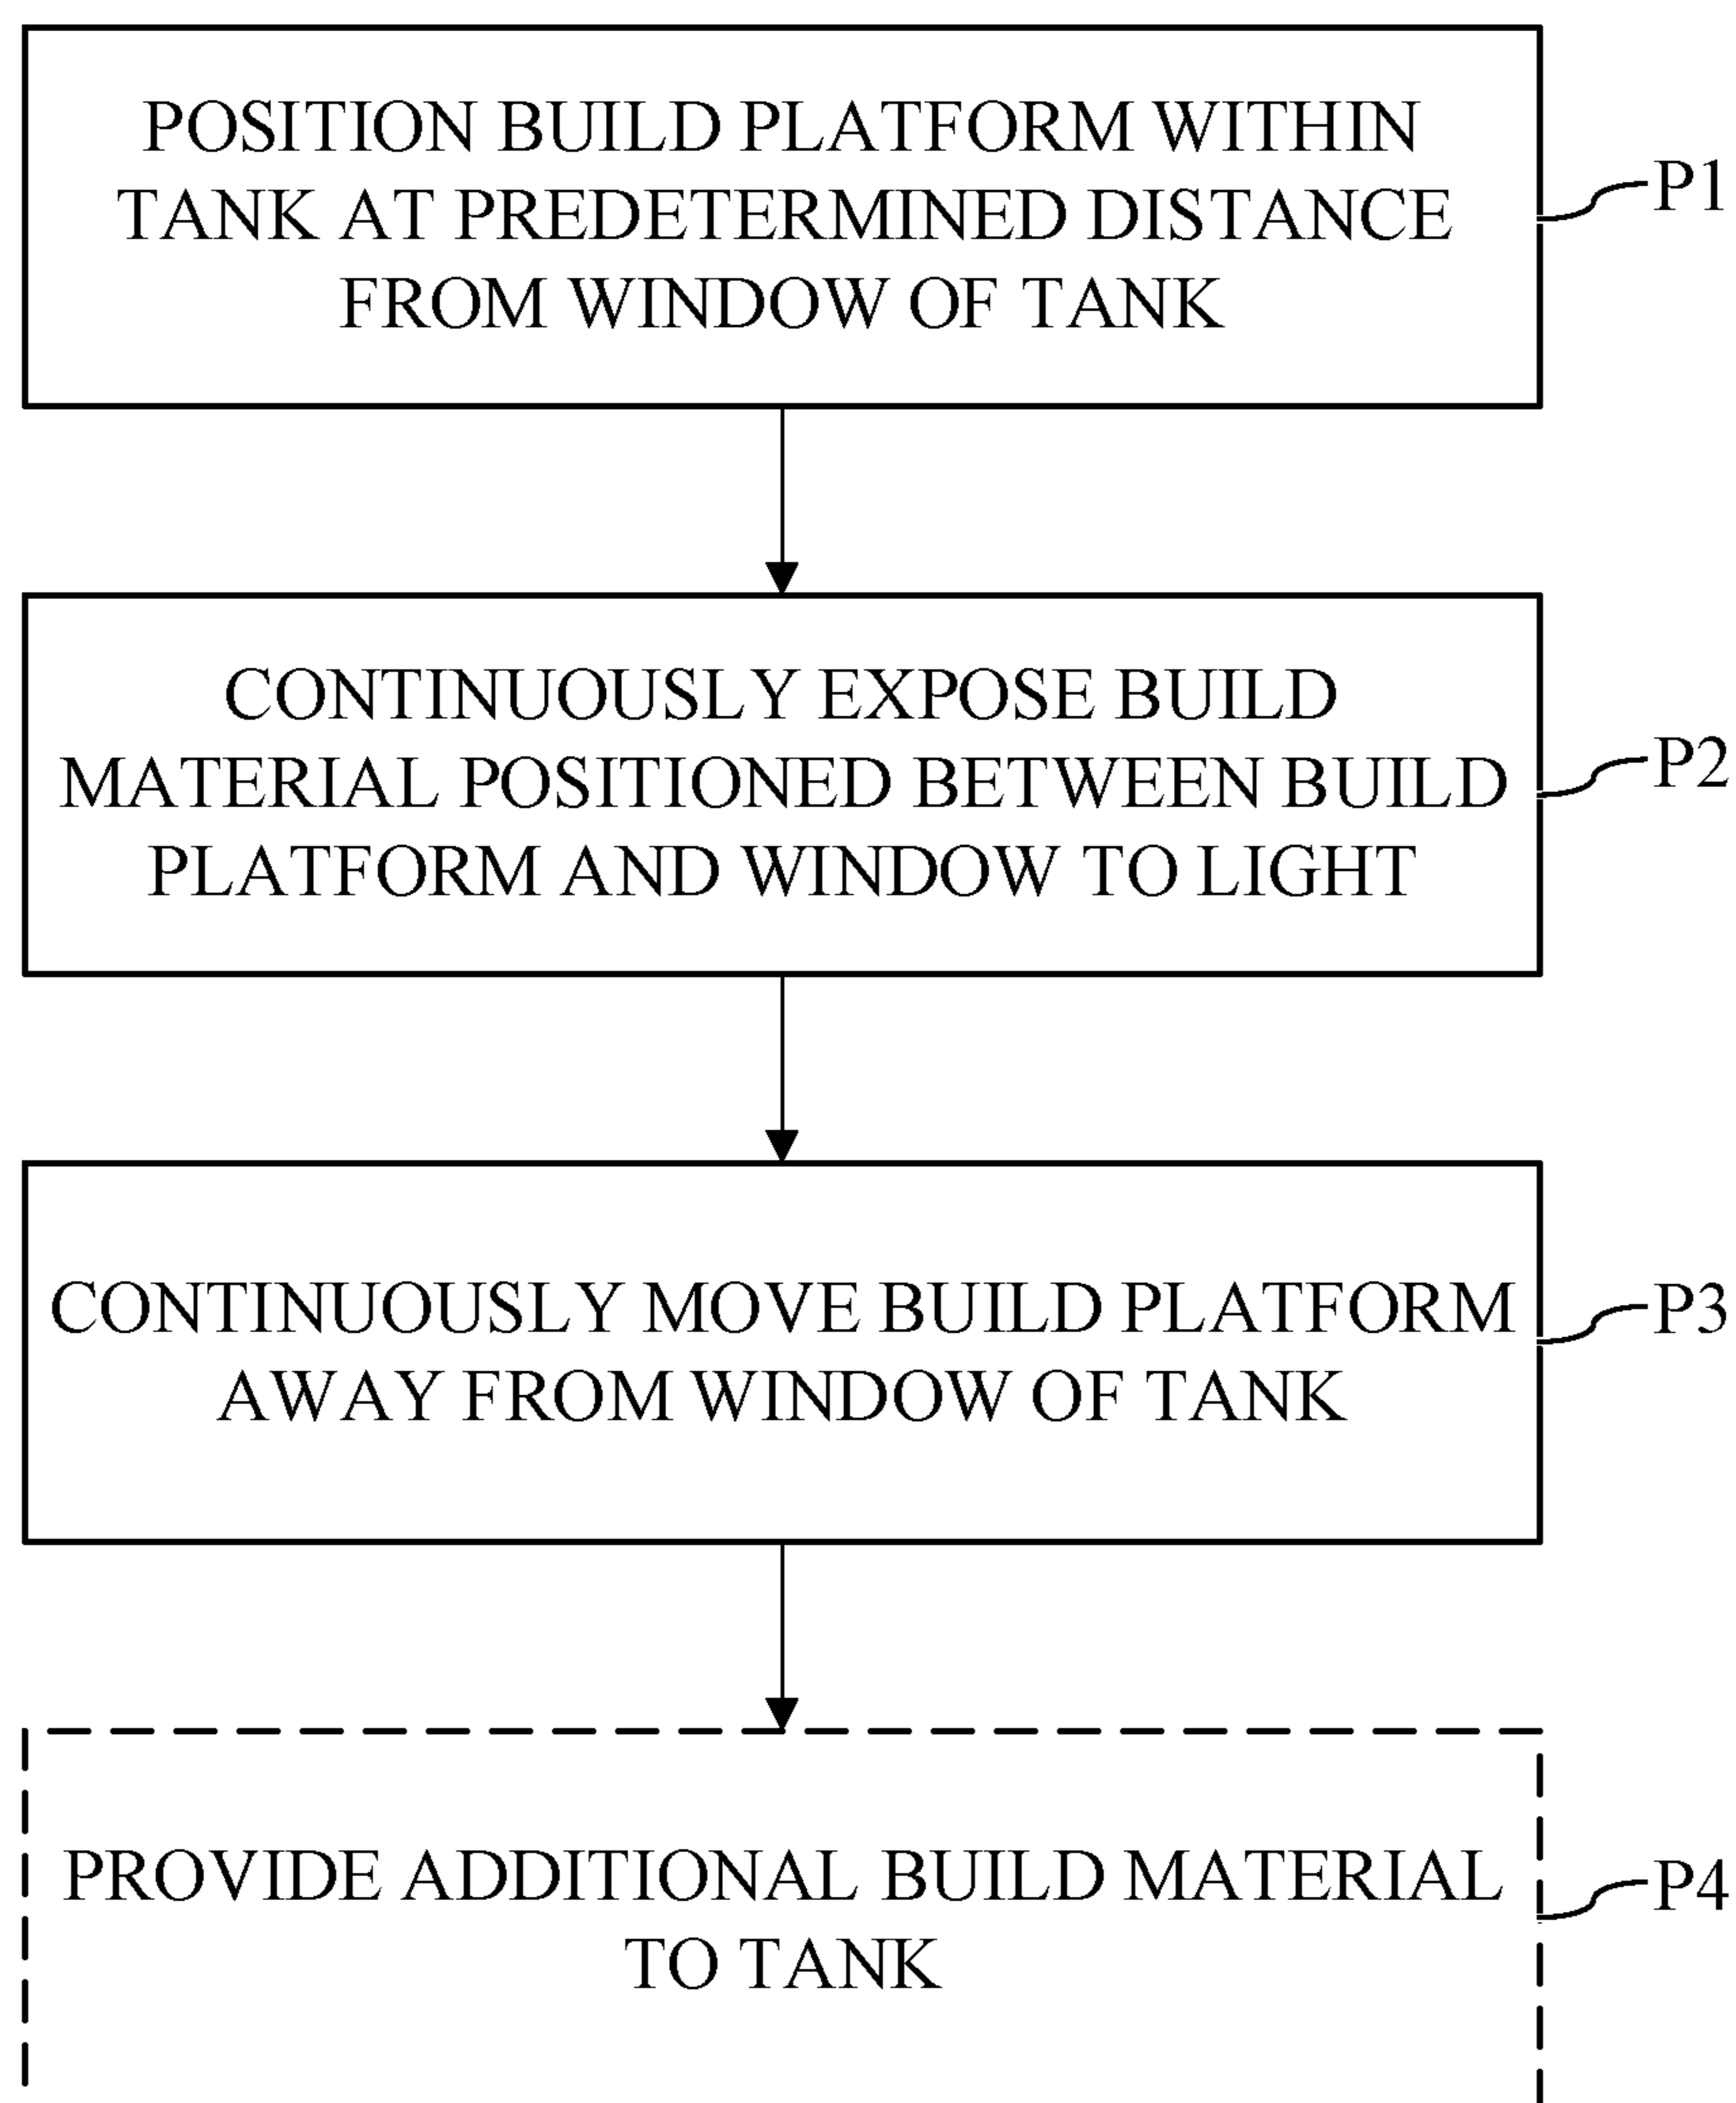 POSITION BUILD PLATFORM WITHIN
TANK AT PREDETERMINED DISTANCE
FROM WINDOW OF TANK
P1
CONTINUOUSLY EXPOSE BUILD
MATERIAL POSITIONED BETWEEN BUILD
PLATFORM AND WINDOW TO LIGHT
P2
CONTINUOUSLY MOVE BUILD PLATFORM
AWAY FROM WINDOW OF TANK
P3
PROVIDE ADDITIONAL BUILD MATERIAL
TO TANK
P4